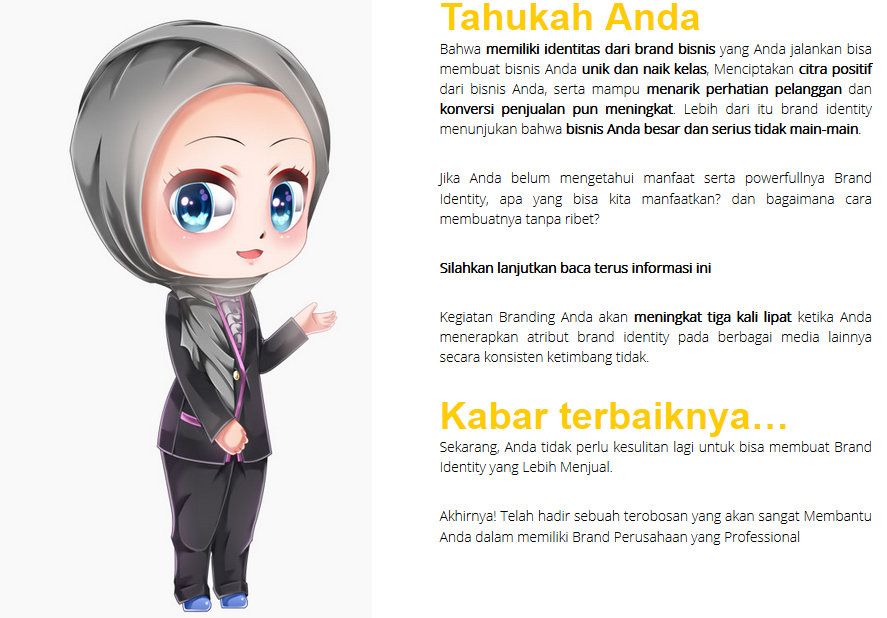 Tahukah Anda
Bahwa memiliki identitas dari brand bisnis yang Anda jalankan bisa
membuat bisnis Anda unik dan naik kelas, Menciptakan citra positif
dari bisnis Anda, serta mampu menarik perhatian pelanggan dan
konversi penjualan pun meningkat. Lebih dari itu brand identity
menunjukan bahwa bisnis Anda besar dan serius tidak main-main.
Jika Anda belum mengetahui manfaat serta powerfullnya Brand
Identity, apa yang bisa kita manfaatkan? dan bagaimana cara
membuatnya tanpa ribet?
Silahkan lanjutkan baca terus informasi ini
Kegiatan Branding Anda akan meningkat tiga kali lipat ketika Anda
menerapkan atribut brand identity pada berbagai media lainnya
secara konsisten ketimbang tidak.
Kabar terbaiknya...
Sekarang, Anda tidak perlu kesulitan lagi untuk bisa membuat Brand
Identity yang Lebih Menjual.
Akhirnya! Telah hadir sebuah terobosan yang akan sangat Membantu
Anda dalam memiliki Brand Perusahaan yang Professional